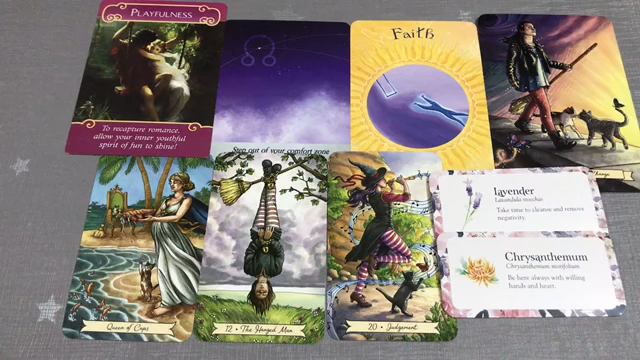 PLAYFULNESS
To recapture romance,
allow your inner youthful
spirit of fun to shine!
Step out of your comfort zone
Faith
Change
Queen of Cups
12 • The Hanged Man
20 • Judgement
lavender
Lavandula stoechas
Take time to cleanse and remove
negativity.
Chrysanthemum
Chrysanthemum morifolium
Be here always with willing
hands and heart.